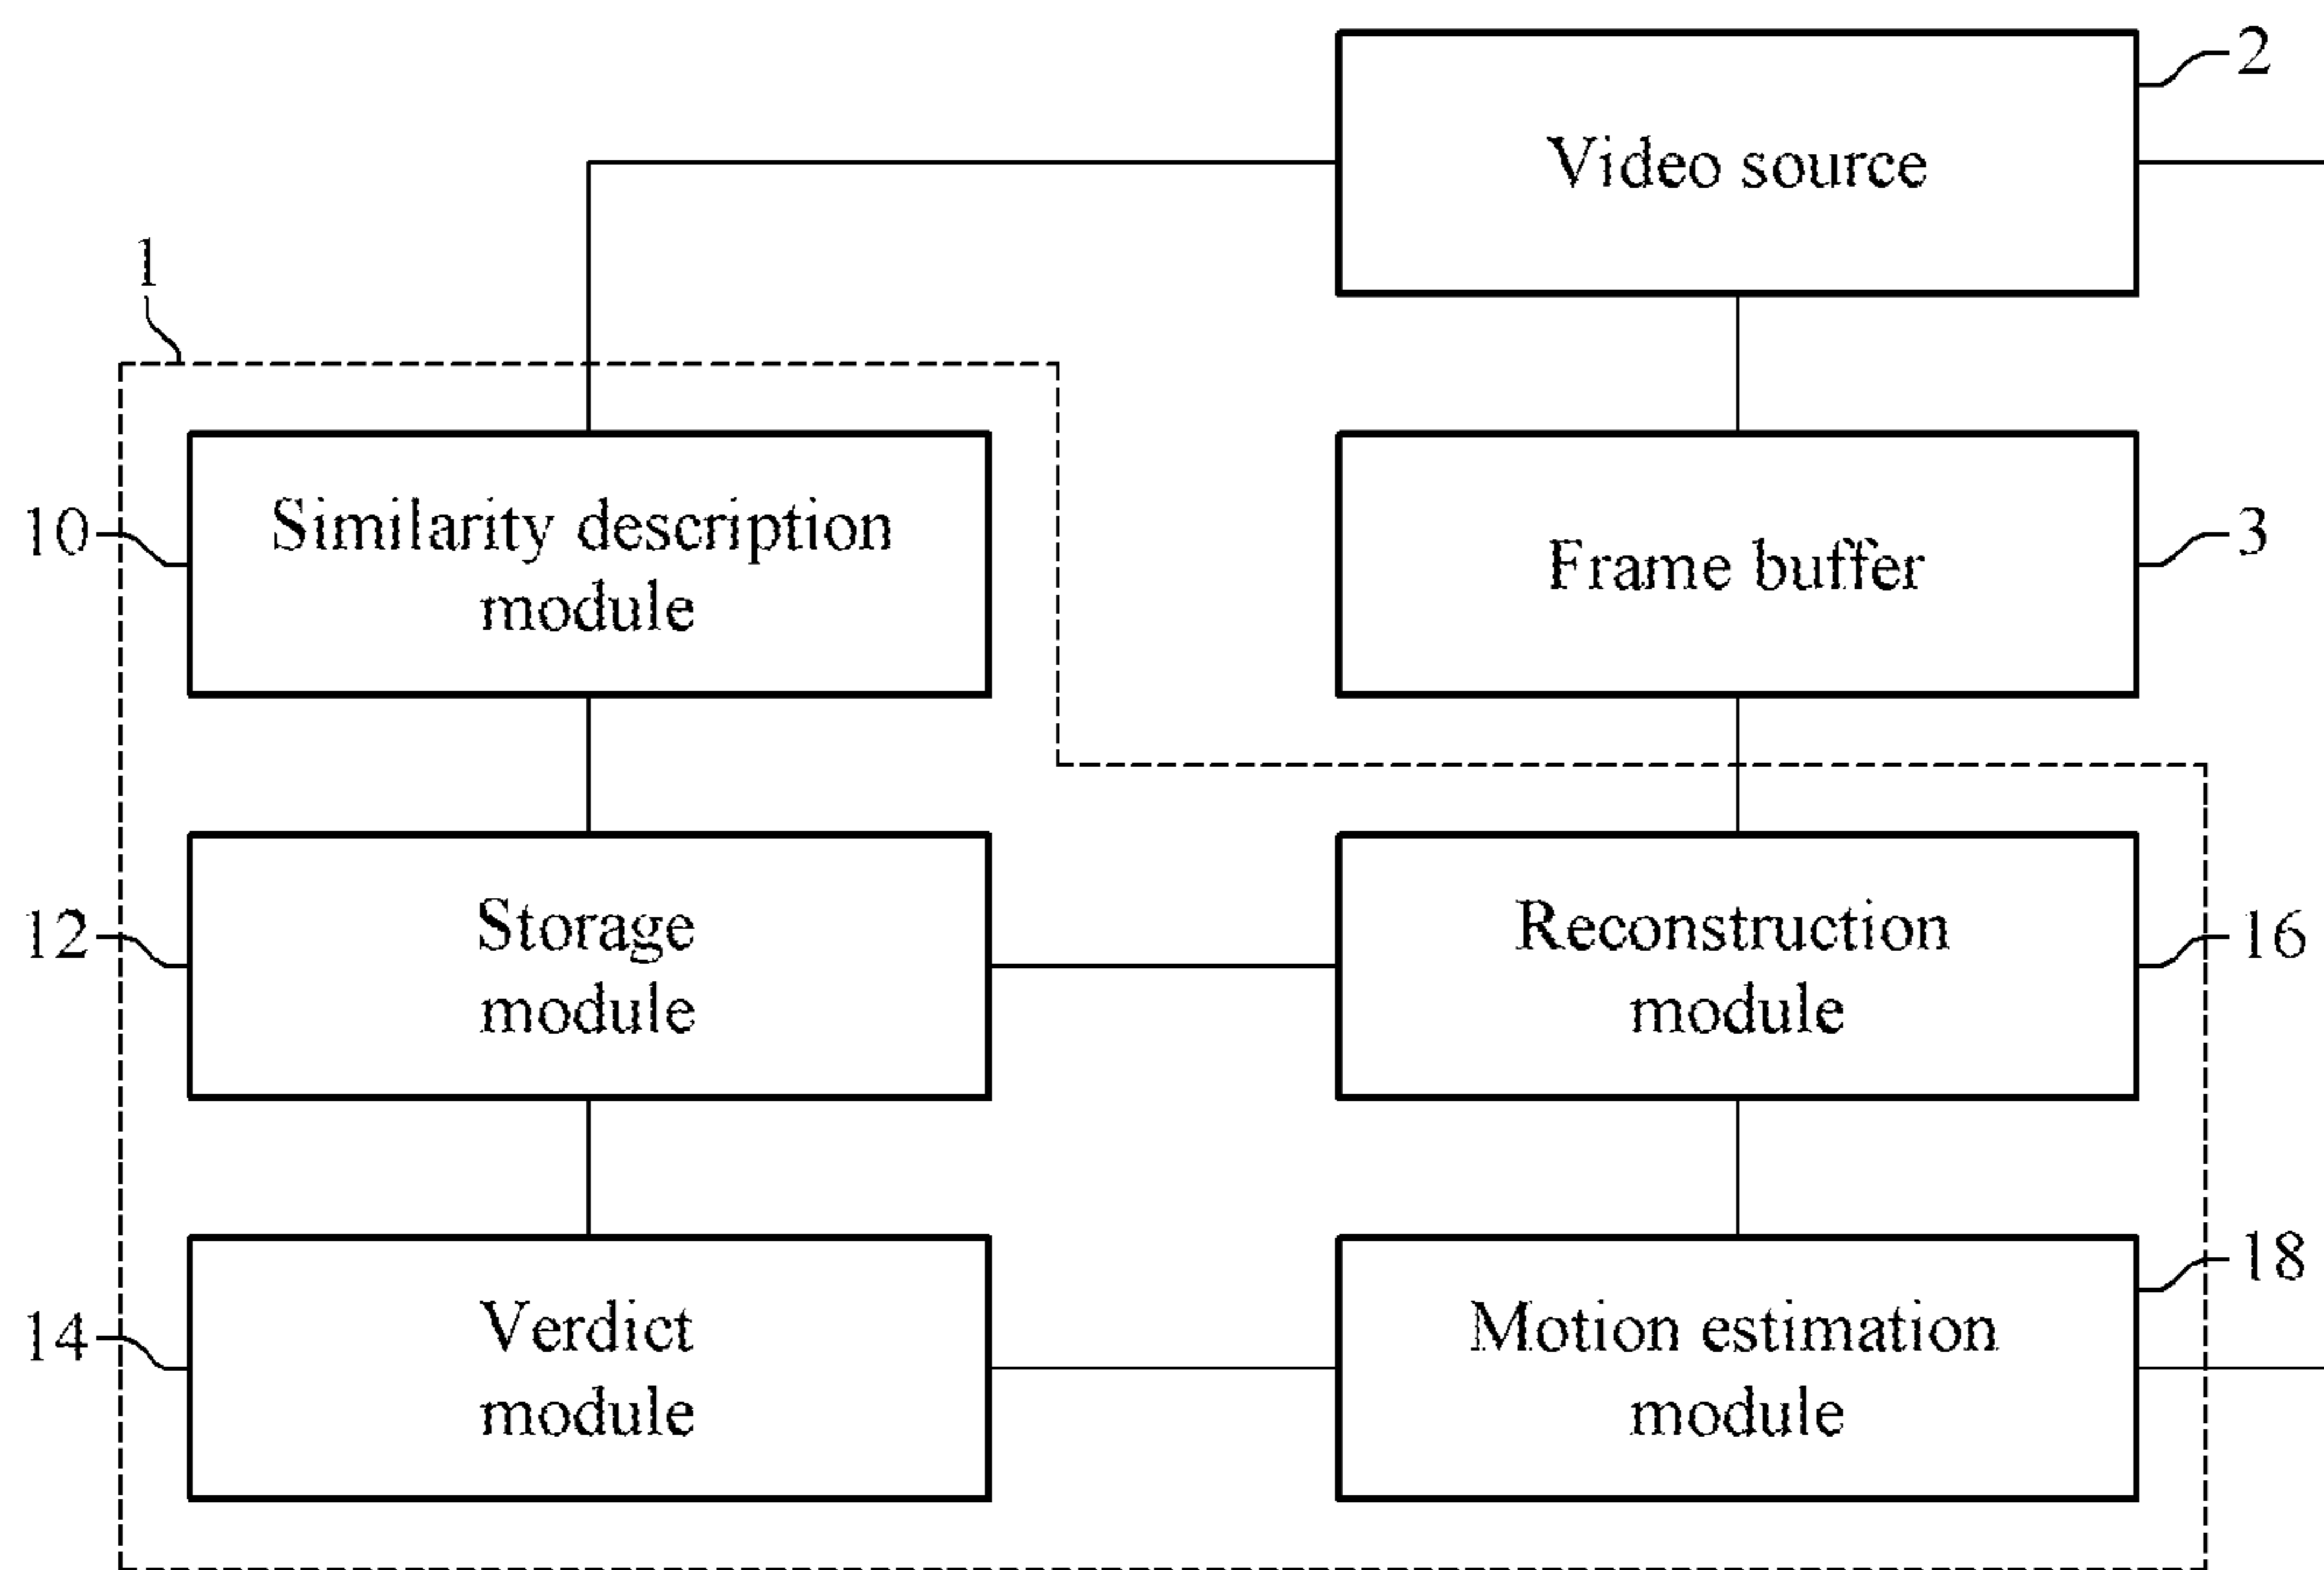 2
Video source
1
10
Similarity description
module
3
Frame buffer
12
Storage
module
16
Reconstruction
module
14
Verdict
module
18
Motion estimation
module